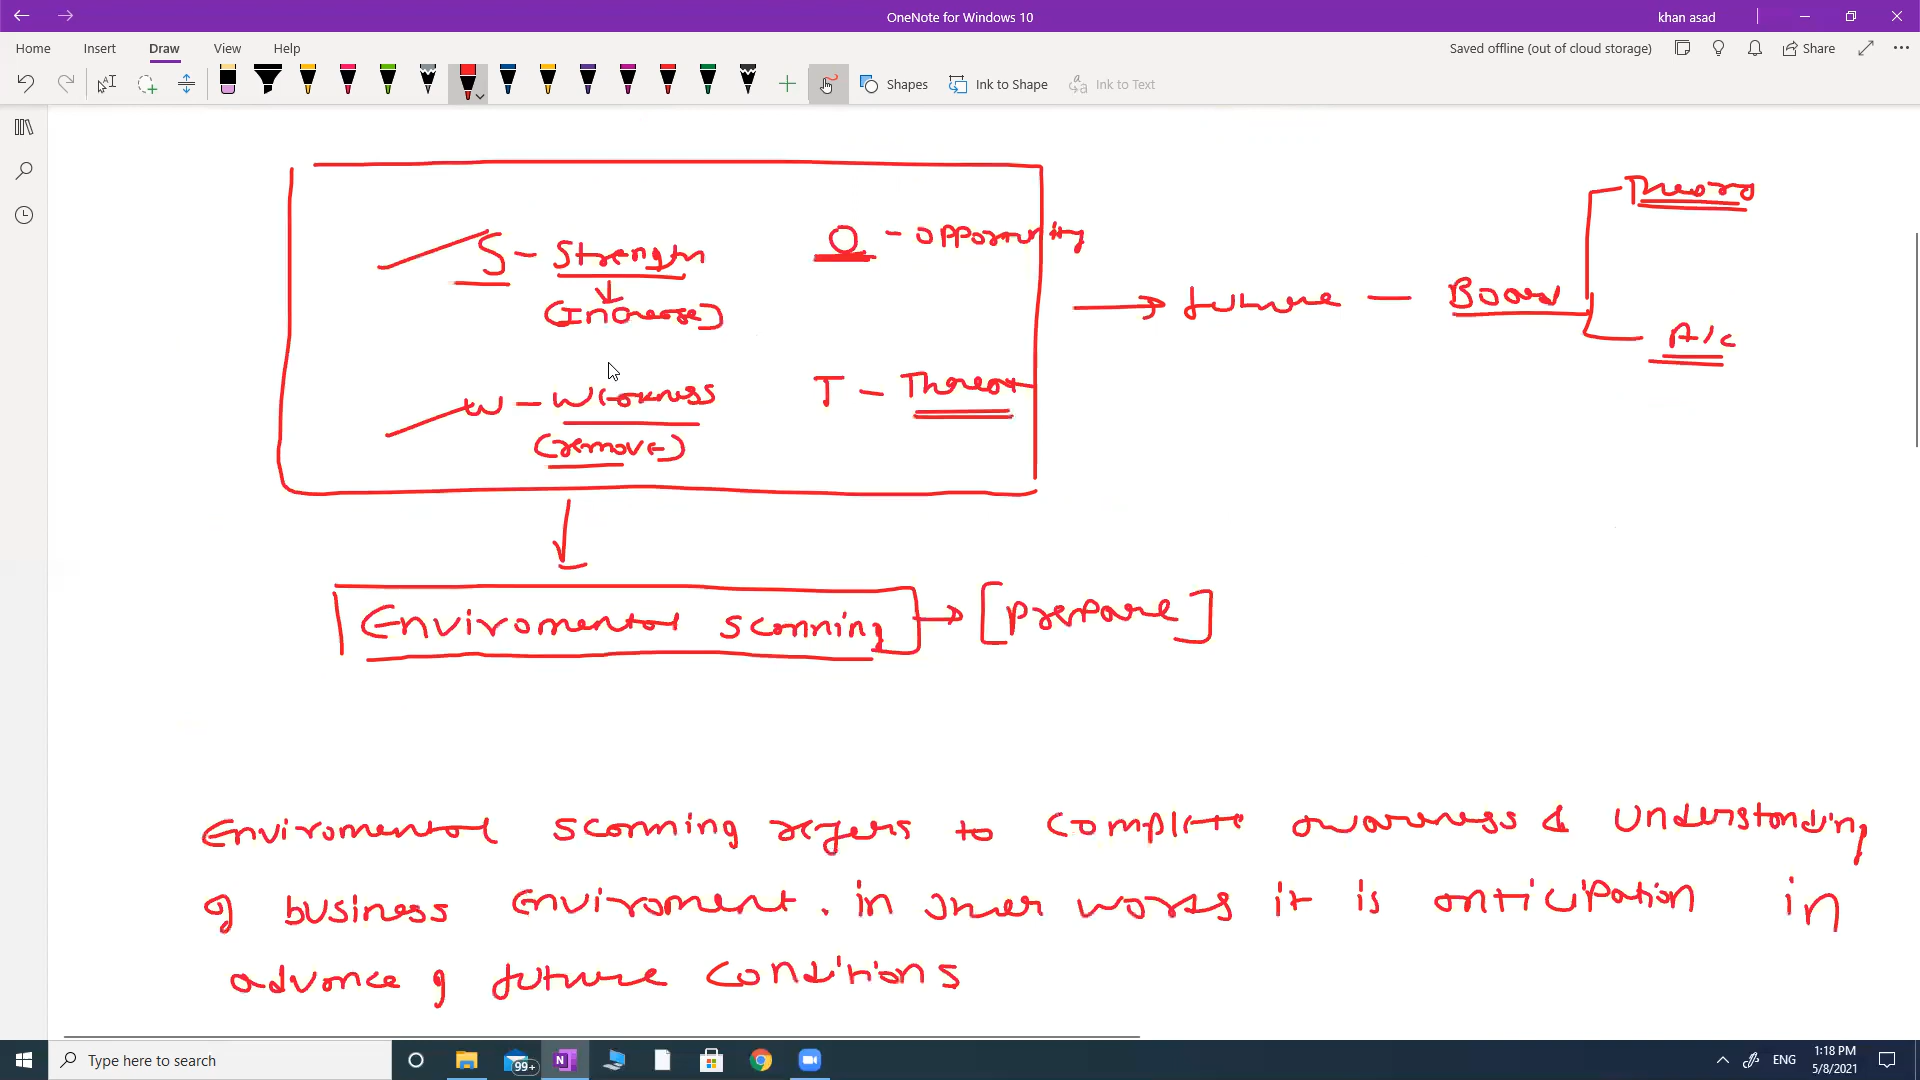 OneNote for Windows 10
khan asad
Home Insert Draw View Help
Saved offline (out of cloud storage)
Share
Shapes
Ink to Shape
Ink to Text
S - Strength
(Increase)
O - opportunity
W - Weakness
(remove)
T - Thereat
future - Board
Theory
A/c
Enviromental scanning
[prepare]
Enviromental scanning refers to complete awareness & understanding
of business enviroment. in other words it is anticipation in
advance of future conditions
Type here to search
99+
ENG
1:18 PM
5/8/2021